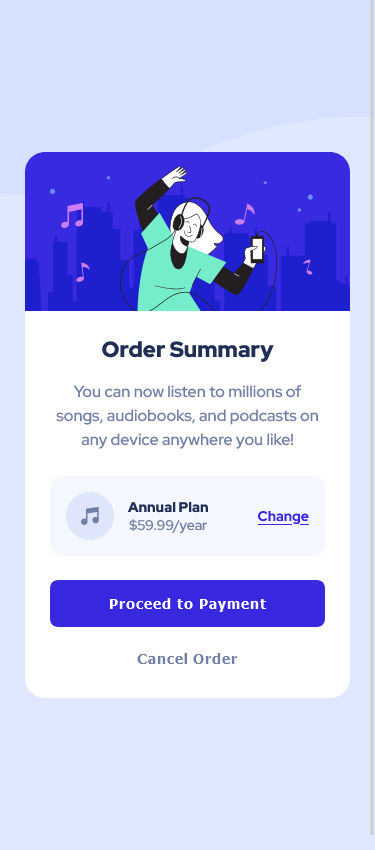 Order Summary
You can now listen to millions of
songs, audiobooks, and podcasts on
any device anywhere you like!
Annual Plan
$59.99/year
Change
Proceed to Payment
Cancel Order